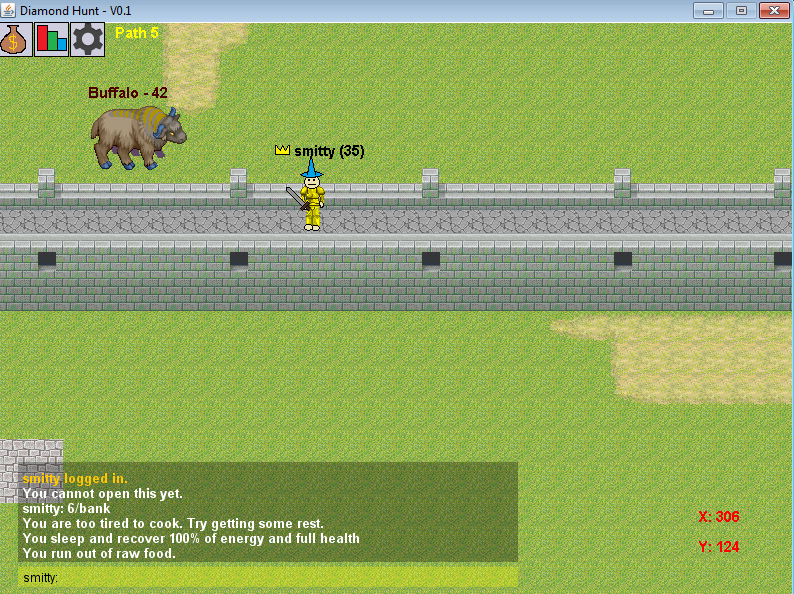 Diamond Hunt - V0.1
Path 5
Buffalo - 42
smitty (35)
smitty logged in.
You cannot open this yet.
smitty: 6/bank
You are too tired to cook. Try getting some rest.
You sleep and recover 100% of energy and full health
You run out of raw food.
smitty:
X: 306
Y: 124